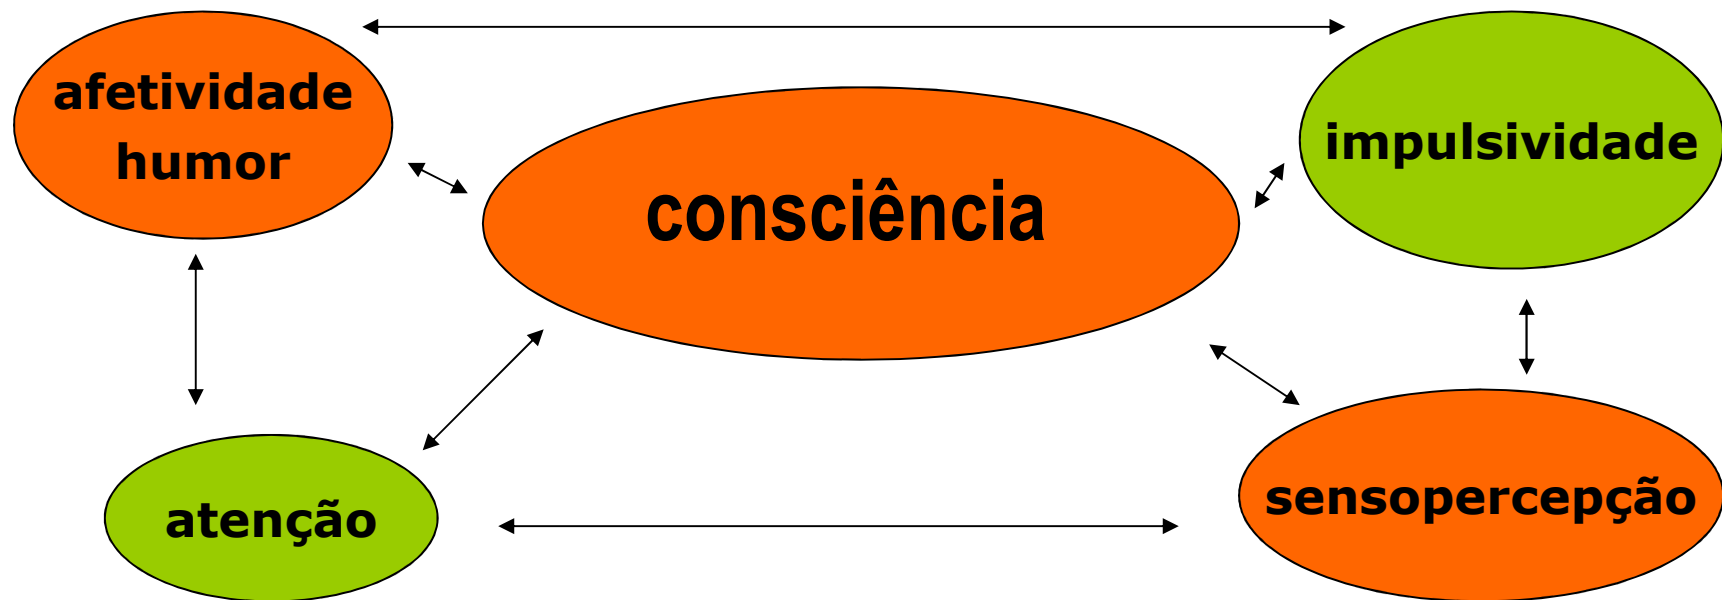 afetividade
humor
impulsividade
consciência
atenção
sensopercepção